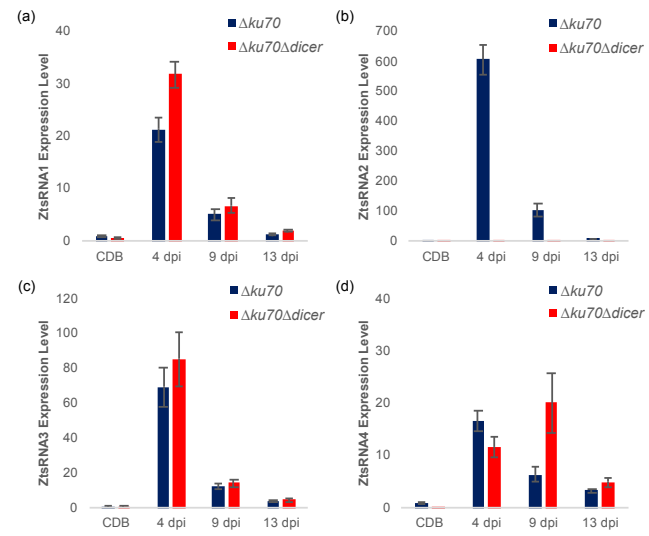 (a)
Δku70
Δku70Δdicer
ZtsRNA1 Expression Level
40
30
20
10
0
CDB 4 dpi 9 dpi 13 dpi
(b)
Δku70
Δku70Δdicer
ZtsRNA2 Expression Level
700
600
500
400
300
200
100
0
CDB 4 dpi 9 dpi 13 dpi
(c)
Δku70
Δku70Δdicer
ZtsRNA3 Expression Level
120
100
80
60
40
20
0
CDB 4 dpi 9 dpi 13 dpi
(d)
Δku70
Δku70Δdicer
ZtsRNA4 Expression Level
40
30
20
10
0
CDB 4 dpi 9 dpi 13 dpi